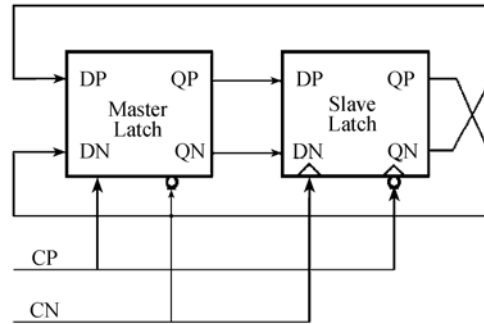 DP QP DP QP
Master Latch
Slave Latch
DN QN DN QN
CP
CN